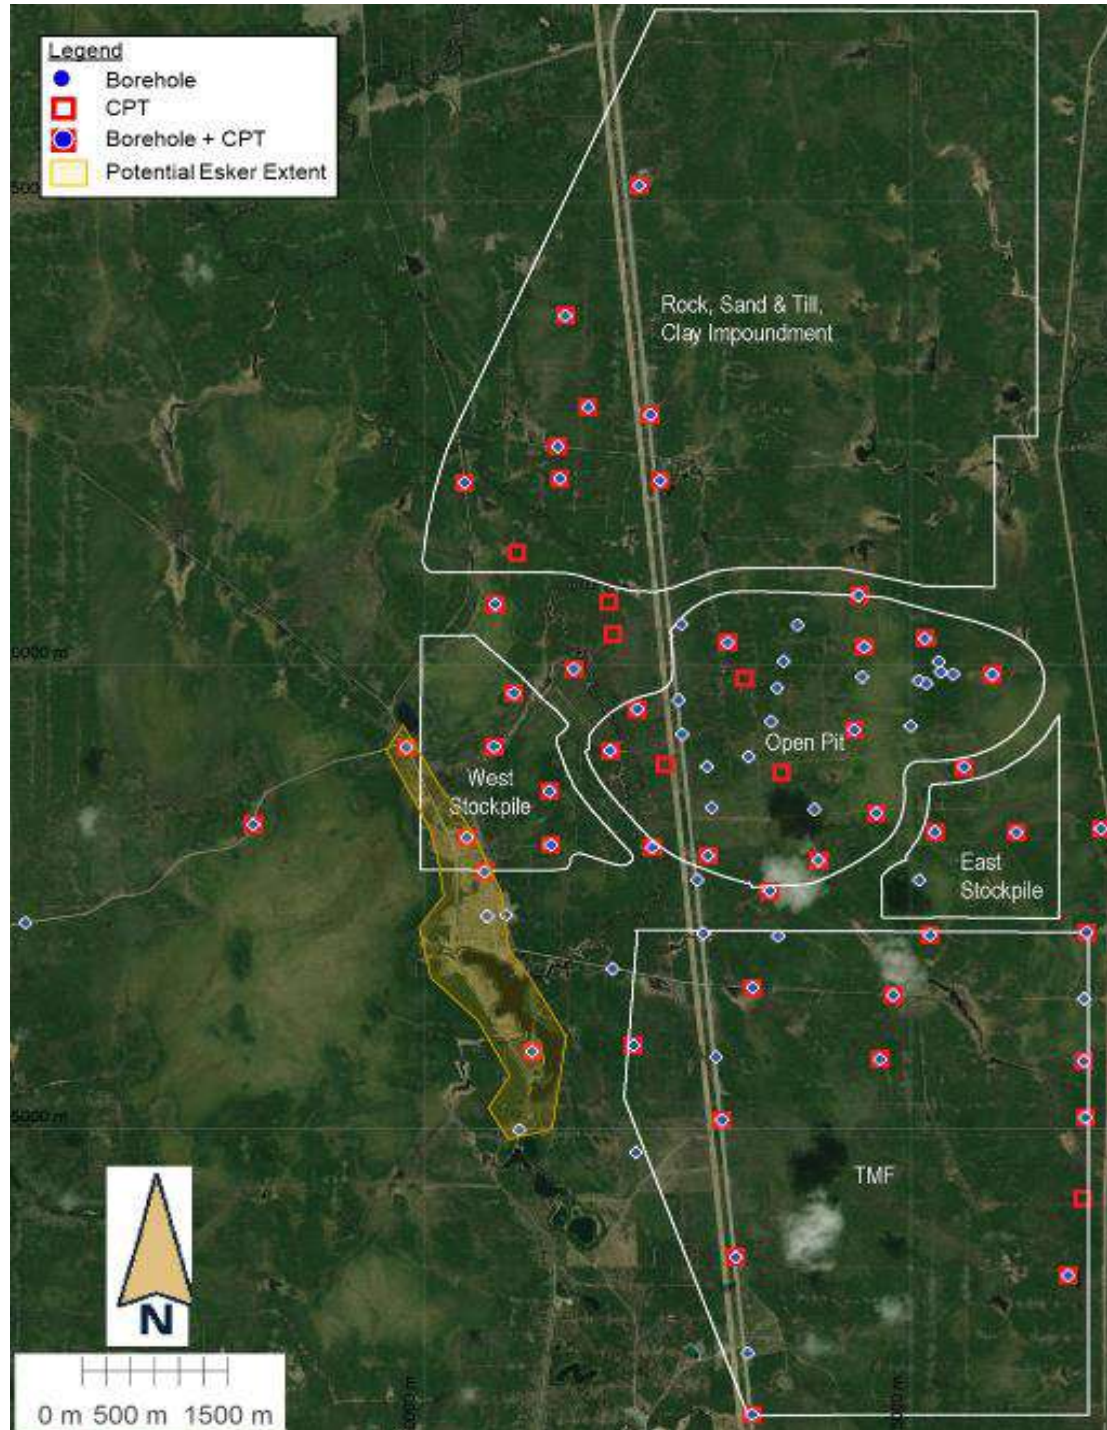 Legend
Borehole
CPT
Borehole + CPT
Potential Esker Extent
Rock, Sand & Till,
Clay Impoundment
Open Pit
West
Stockpile
East
Stockpile
5000 m
TMF
N
0 m 500 m 1500 m